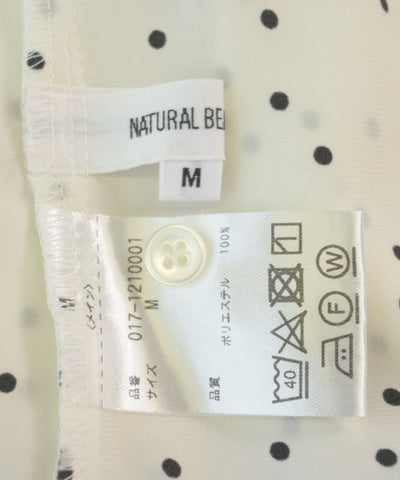 NATURAL BEA
M
〈メイン〉
M
品番 017-1210001
サイズ M
品質 ポリエステル 100%
40
F
W